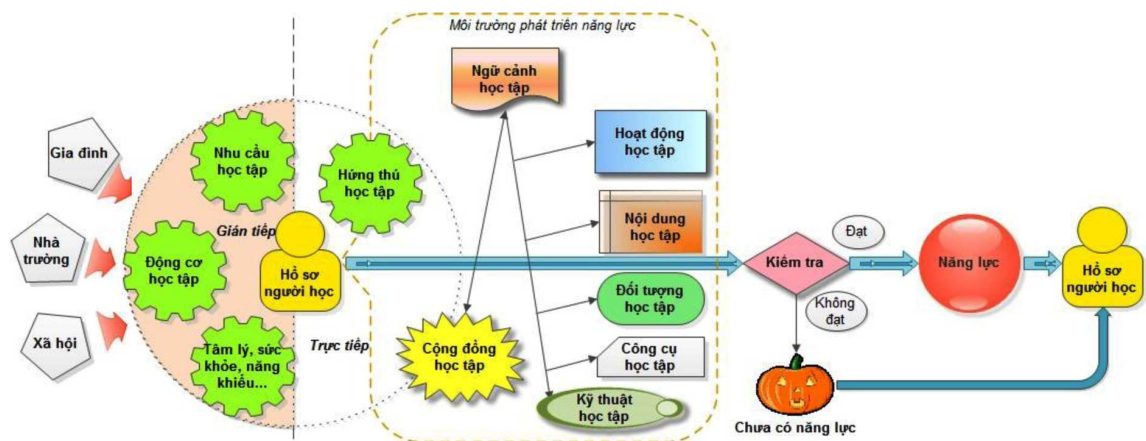 Môi trường phát triển năng lực
Ngữ cảnh
học tập
Gia đình
Nhu cầu
học tập
Hứng thú
học tập
Hoạt động
học tập
Nhà
trường
Động cơ
học tập
Gián tiếp
Hồ sơ
người học
Nội dung
học tập
Kiểm tra
Đạt
Năng lực
Hồ sơ
người học
Đối tượng
học tập
Không
đạt
Xã hội
Tâm lý, sức
khỏe, năng
khiếu...
Trực tiếp
Cộng đồng
học tập
Công cụ
học tập
Kỹ thuật
học tập
Chưa có năng lực